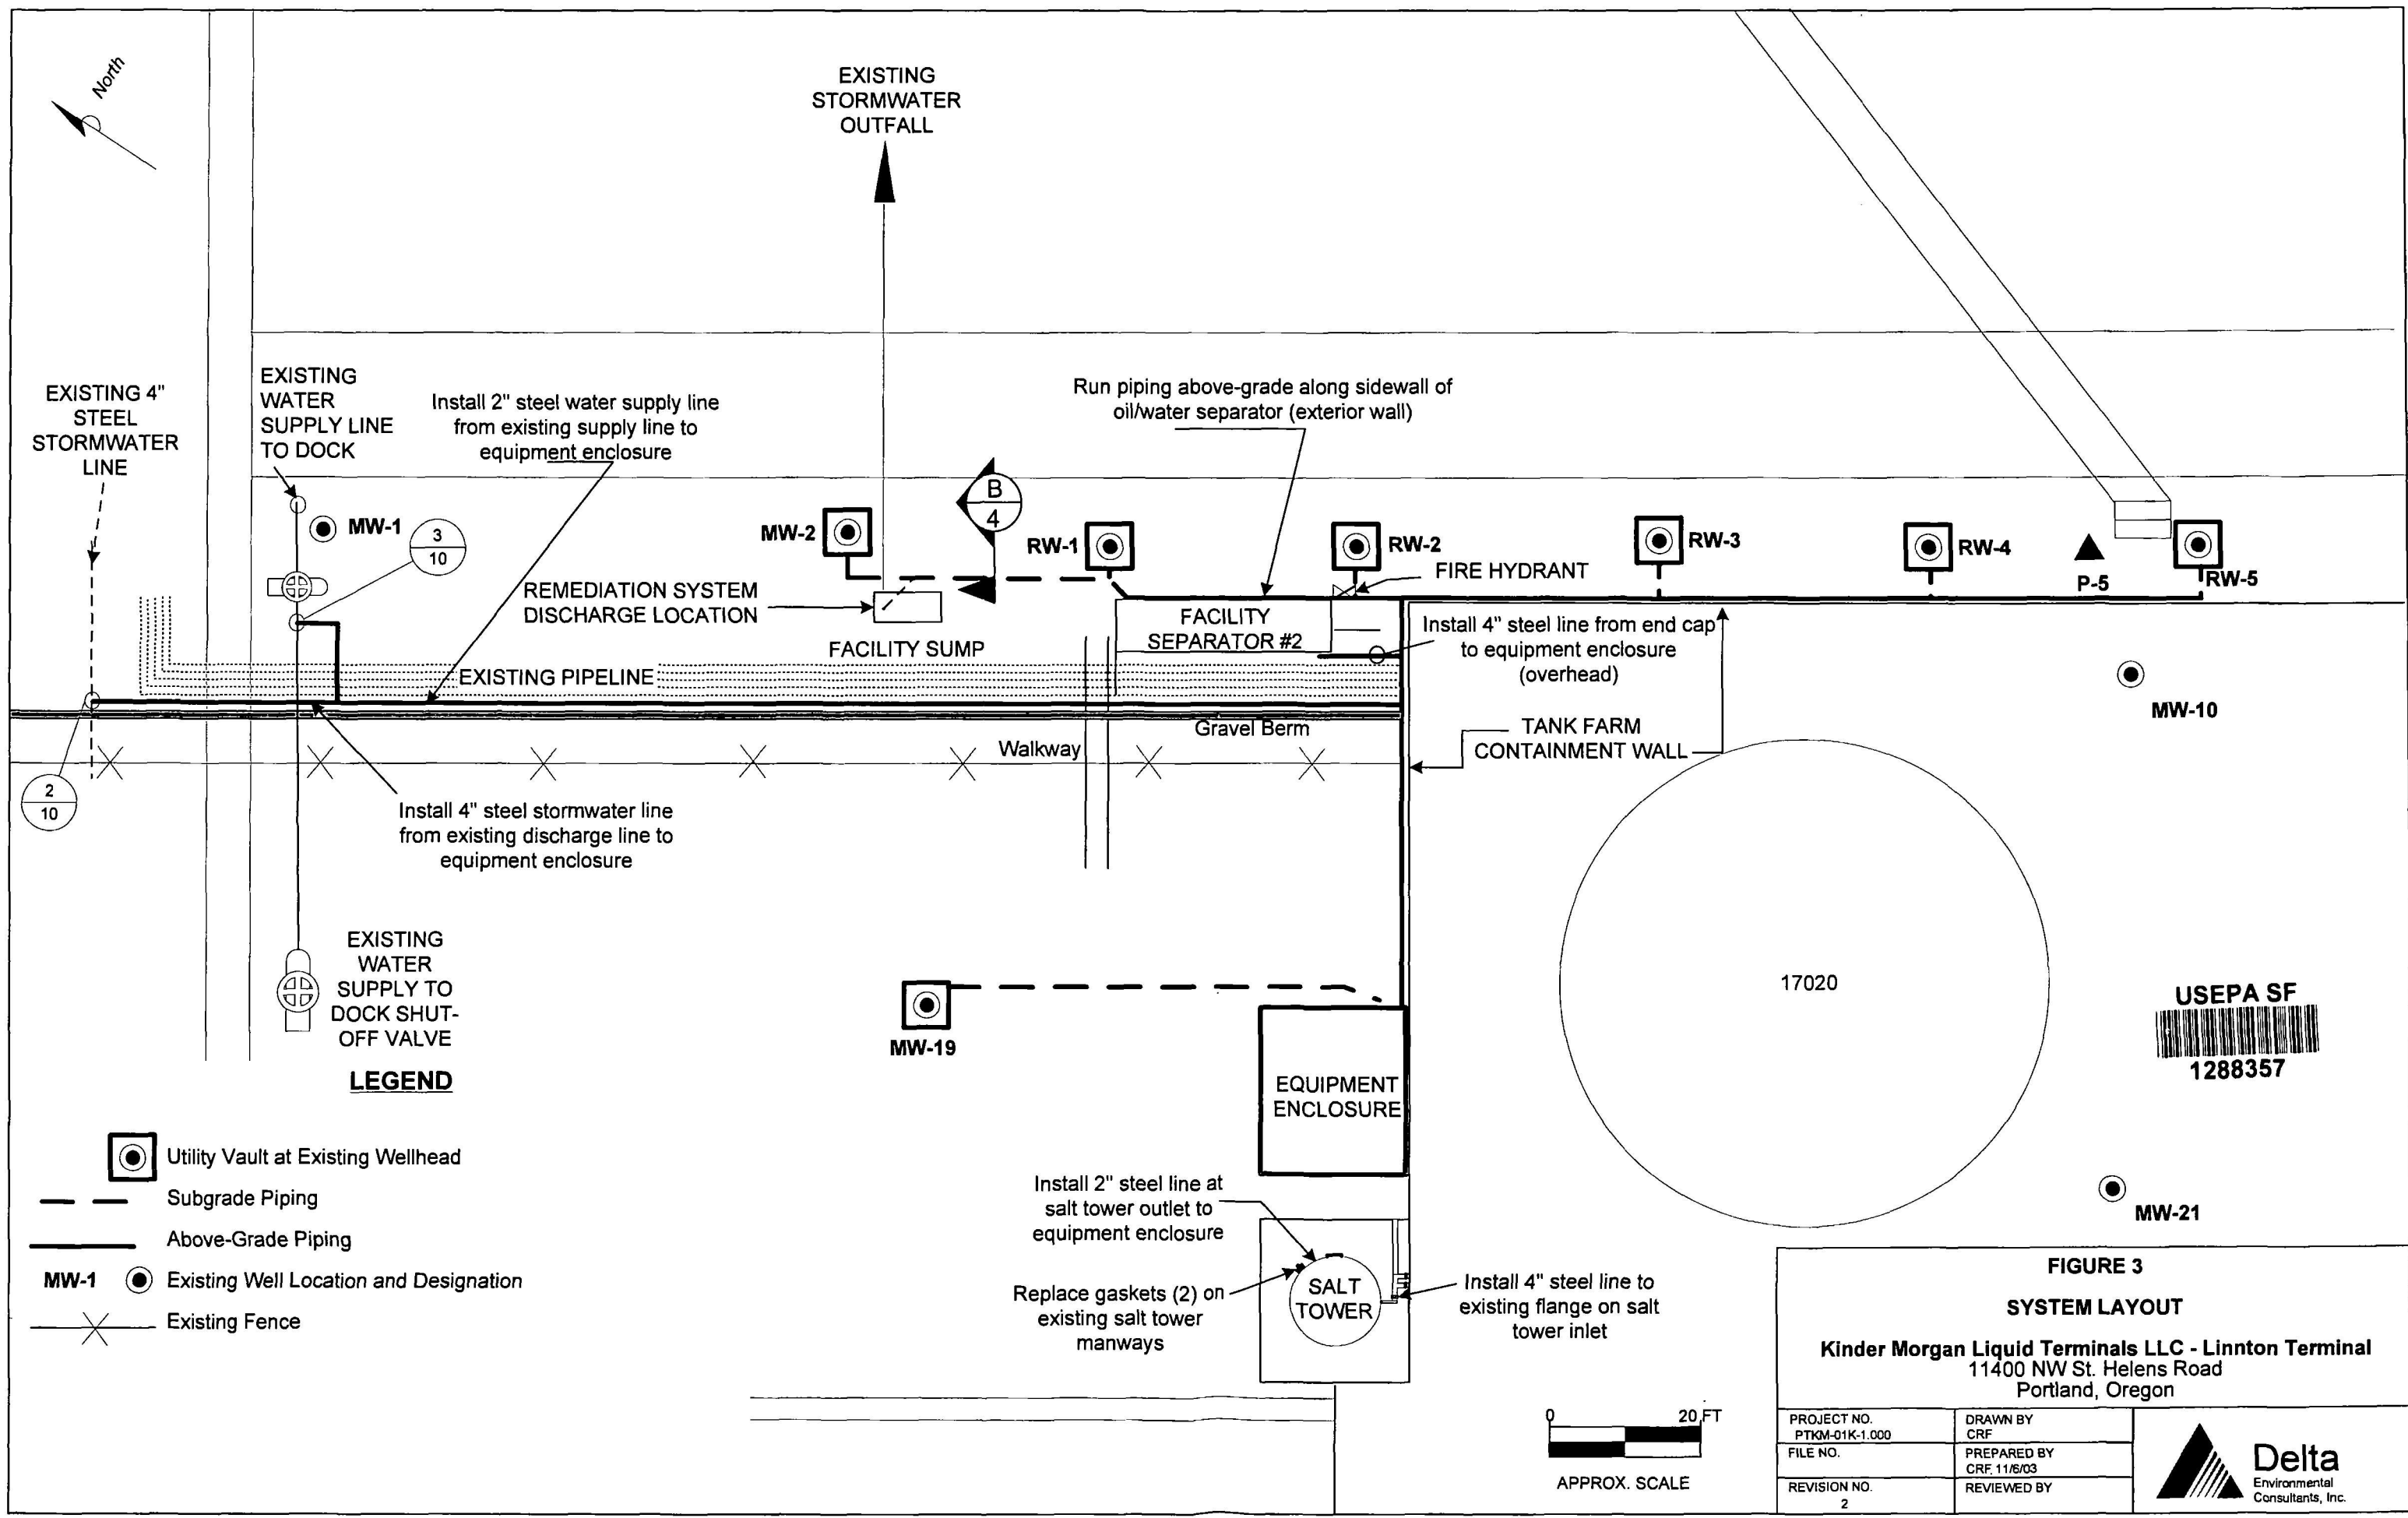 North
EXISTING
STORMWATER
OUTFALL
EXISTING 4"
STEEL
STORMWATER
LINE
EXISTING
WATER
SUPPLY LINE
TO DOCK
Install 2" steel water supply line
from existing supply line to
equipment enclosure
Run piping above-grade along sidewall of
oil/water separator (exterior wall)
MW-1
3
10
MW-2
B
4
RW-1
RW-2
RW-3
RW-4
P-5
RW-5
FIRE HYDRANT
REMEDIATION SYSTEM
DISCHARGE LOCATION
FACILITY SUMP
FACILITY
SEPARATOR #2
Install 4" steel line from end cap
to equipment enclosure
(overhead)
EXISTING PIPELINE
MW-10
Gravel Berm
Walkway
TANK FARM
CONTAINMENT WALL
2
10
Install 4" steel stormwater line
from existing discharge line to
equipment enclosure
EXISTING
WATER
SUPPLY TO
DOCK SHUT-
OFF VALVE
MW-19
17020
USEPA SF
1288357
EQUIPMENT
ENCLOSURE
LEGEND
Utility Vault at Existing Wellhead
Subgrade Piping
Above-Grade Piping
MW-1 Existing Well Location and Designation
Existing Fence
Install 2" steel line at
salt tower outlet to
equipment enclosure
Replace gaskets (2) on
existing salt tower
manways
SALT
TOWER
Install 4" steel line to
existing flange on salt
tower inlet
MW-21
0 20 FT
APPROX. SCALE
FIGURE 3
SYSTEM LAYOUT
Kinder Morgan Liquid Terminals LLC - Linnton Terminal
11400 NW St. Helens Road
Portland, Oregon
PROJECT NO.
PTKM-01K-1.000
DRAWN BY
CRF
FILE NO.
PREPARED BY
CRF 11/6/03
REVISION NO.
2
REVIEWED BY
Delta
Environmental
Consultants, Inc.